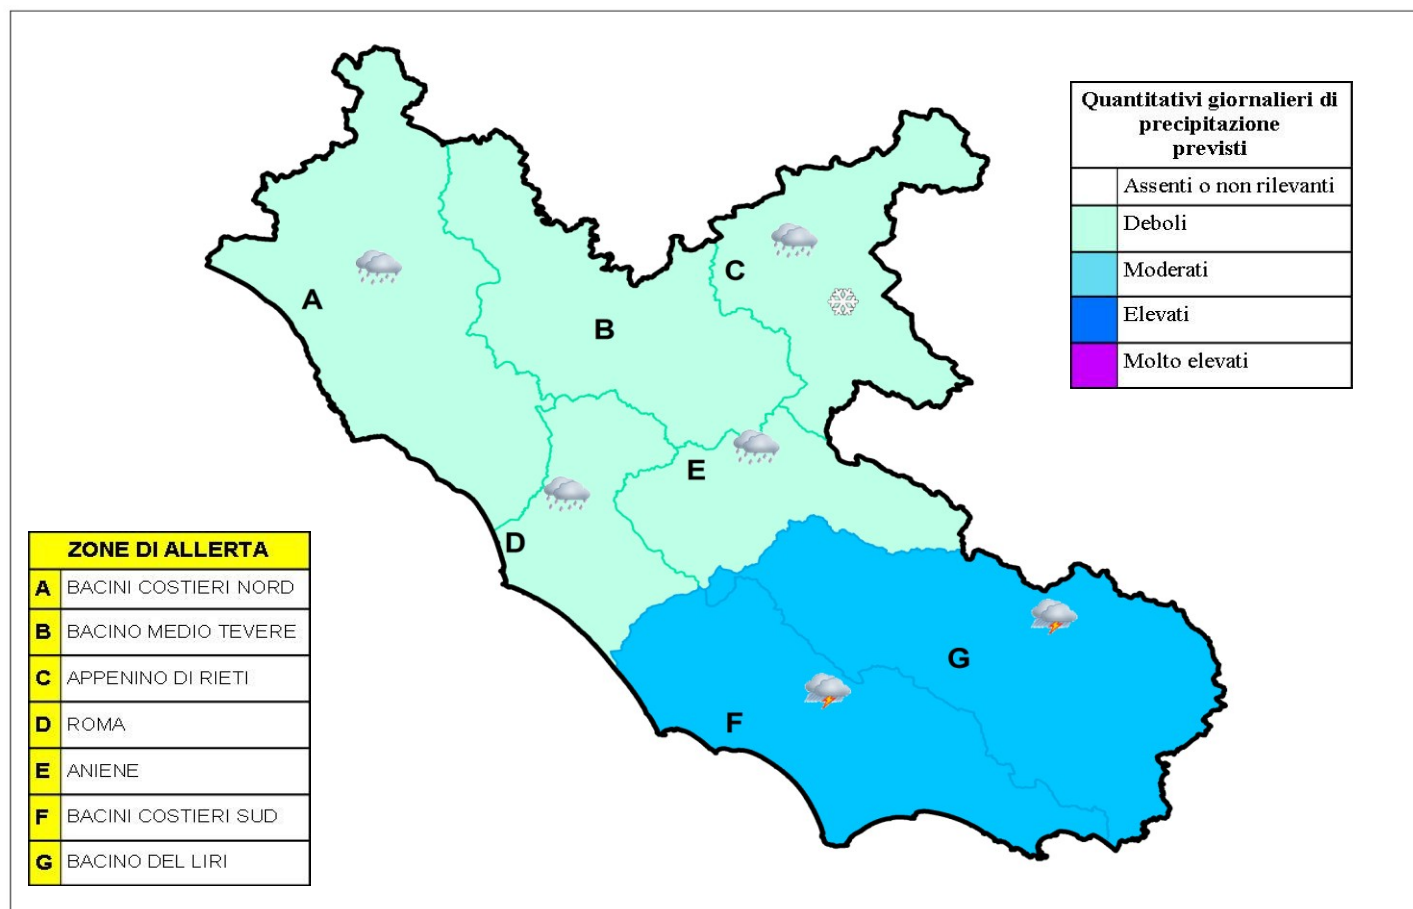 Quantitativi giornalieri di
precipitazione
previsti
Assenti o non rilevanti
Deboli
Moderati
Elevati
Molto elevati
A
B
C
D
E
F
G
ZONE DI ALLERTA
A BACINI COSTIERI NORD
B BACINO MEDIO TEVERE
C APPENINO DI RIETI
D ROMA
E ANIENE
F BACINI COSTIERI SUD
G BACINO DEL LIRI